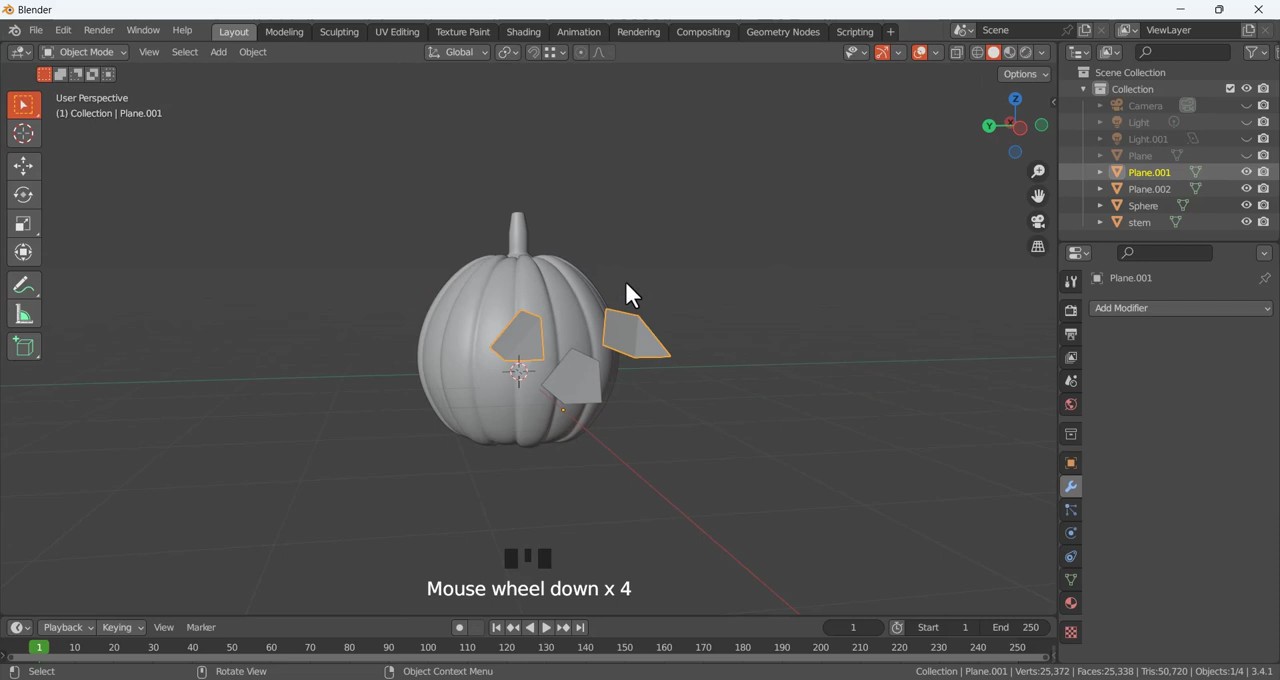 Blender
File Edit Render Window Help Layout Modeling Sculpting UV Editing Texture Paint Shading Animation Rendering Compositing Geometry Nodes Scripting + Scene ViewLayer
Object Mode View Select Add Object Global
Options
User Perspective
(1) Collection | Plane.001
Z
Y
X
Scene Collection
Collection
Camera
Light
Light.001
Plane
Plane.001
Plane.002
Sphere
stem
Plane.001
Add Modifier
Mouse wheel down x 4
Playback Keying View Marker 1 Start 1 End 250
1 10 20 30 40 50 60 70 80 90 100 110 120 130 140 150 160 170 180 190 200 210 220 230 240 250
Select Rotate View Object Context Menu Collection | Plane.001 | Verts:25,372 | Faces:25,338 | Tris:50,720 | Objects:1/4 | 3.4.1